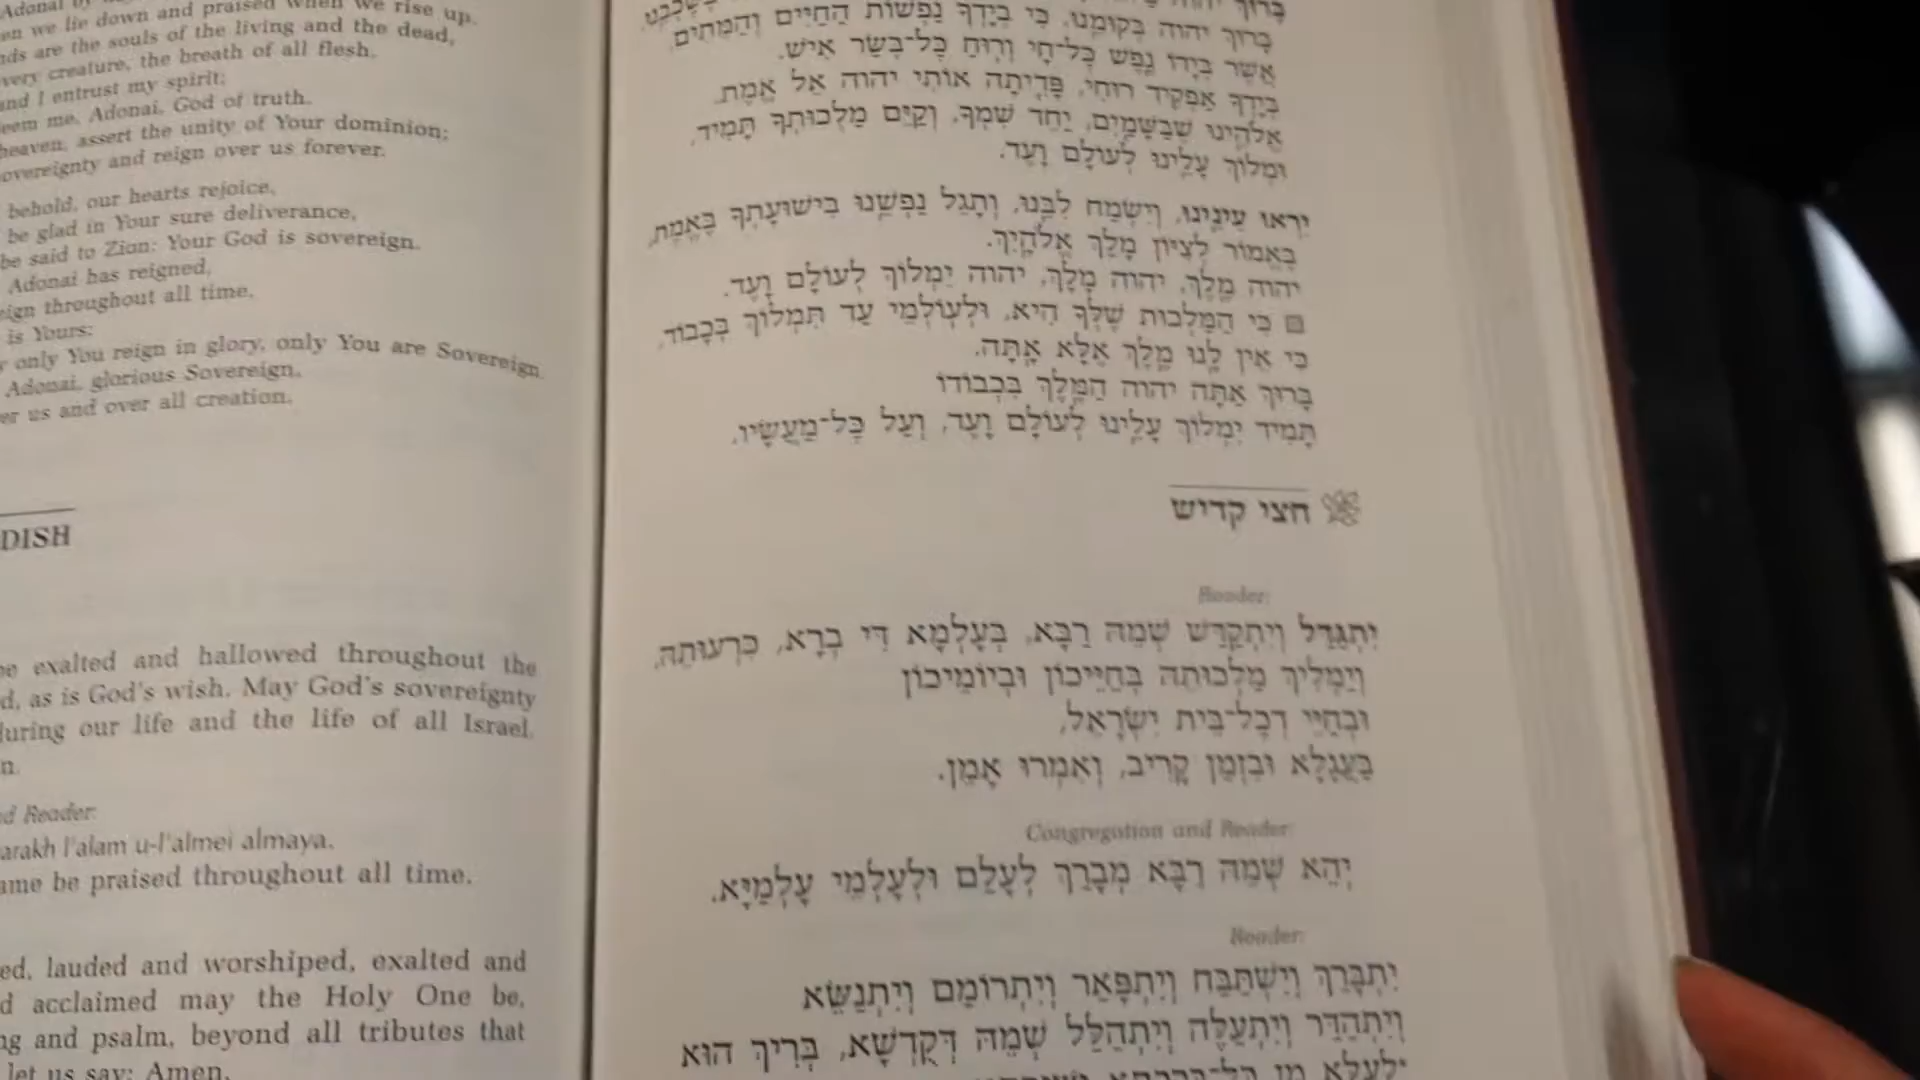 en we lie down and praised when we rise up.
ds are the souls of the living and the dead,
very creature, the breath of all flesh.
and I entrust my spirit;
eem me, Adonai, God of truth.
heaven, assert the unity of Your dominion;
overeignty and reign over us forever.
behold, our hearts rejoice,
be glad in Your sure deliverance,
be said to Zion: Your God is sovereign.
Adonai has reigned,
eign throughout all time.
is Yours;
r only You reign in glory, only You are Sovereign.
Adonai, glorious Sovereign,
er us and over all creation.
DISH
be exalted and hallowed throughout the
d, as is God's wish. May God's sovereignty
during our life and the life of all Israel.
n.
d Reader:
arakh l'alam u-l'almei almaya.
ame be praised throughout all time.
ed, lauded and worshiped, exalted and
d acclaimed may the Holy One be,
ng and psalm, beyond all tributes that
let us say: Amen.
בָּרוּךְ יהוה בְּקוּמֵֽנוּ. כִּי בְיָדְךָ נַפְשׁוֹת הַחַיִּים וְהַמֵּתִים,
אֲשֶׁר בְּיָדוֹ נֶֽפֶשׁ כָּל־חָי וְרֽוּחַ כָּל־בְּשַׂר אִישׁ.
בְּיָדְךָ אַפְקִיד רוּחִי, פָּדִֽיתָה אוֹתִי יהוה אֵל אֱמֶת.
אֱלֹהֵֽינוּ שֶׁבַּשָּׁמַֽיִם, יַחֵד שִׁמְךָ, וְקַיֵּם מַלְכוּתְךָ תָּמִיד,
וּמְלוֹךְ עָלֵֽינוּ לְעוֹלָם וָעֶד.
יִרְאוּ עֵינֵֽינוּ, וְיִשְׂמַח לִבֵּֽנוּ, וְתָגֵל נַפְשֵֽׁנוּ בִּישׁוּעָתְךָ בֶּאֱמֶת,
בֶּאֱמוֹר לְצִיּוֹן מָלַךְ אֱלֹהָֽיִךְ.
יהוה מֶֽלֶךְ, יהוה מָלָךְ, יהוה יִמְלוֹךְ לְעוֹלָם וָעֶד.
כִּי הַמַּלְכוּת שֶׁלְּךָ הִיא, וּלְעֽוֹלְמֵי עַד תִּמְלוֹךְ בְּכָבוֹד,
כִּי אֵין לָֽנוּ מֶֽלֶךְ אֶלָּא אָֽתָּה.
בָּרוּךְ אַתָּה יהוה הַמֶּֽלֶךְ בִּכְבוֹדוֹ
תָּמִיד יִמְלוֹךְ עָלֵֽינוּ לְעוֹלָם וָעֶד, וְעַל כָּל־מַעֲשָׂיו.
חצי קדיש
Reader:
יִתְגַּדַּל וְיִתְקַדַּשׁ שְׁמֵהּ רַבָּא, בְּעָלְמָא דִּי בְרָא, כִּרְעוּתֵהּ,
וְיַמְלִיךְ מַלְכוּתֵהּ בְּחַיֵּיכוֹן וּבְיוֹמֵיכוֹן
וּבְחַיֵּי דְכָל־בֵּית יִשְׂרָאֵל,
בַּעֲגָלָא וּבִזְמַן קָרִיב, וְאִמְרוּ אָמֵן.
Congregation and Reader:
יְהֵא שְׁמֵהּ רַבָּא מְבָרַךְ לְעָלַם וּלְעָלְמֵי עָלְמַיָּא.
Reader:
יִתְבָּרַךְ וְיִשְׁתַּבַּח וְיִתְפָּאַר וְיִתְרוֹמַם וְיִתְנַשֵּׂא
וְיִתְהַדַּר וְיִתְעַלֶּה וְיִתְהַלַּל שְׁמֵהּ דְּקֻדְשָׁא, בְּרִיךְ הוּא